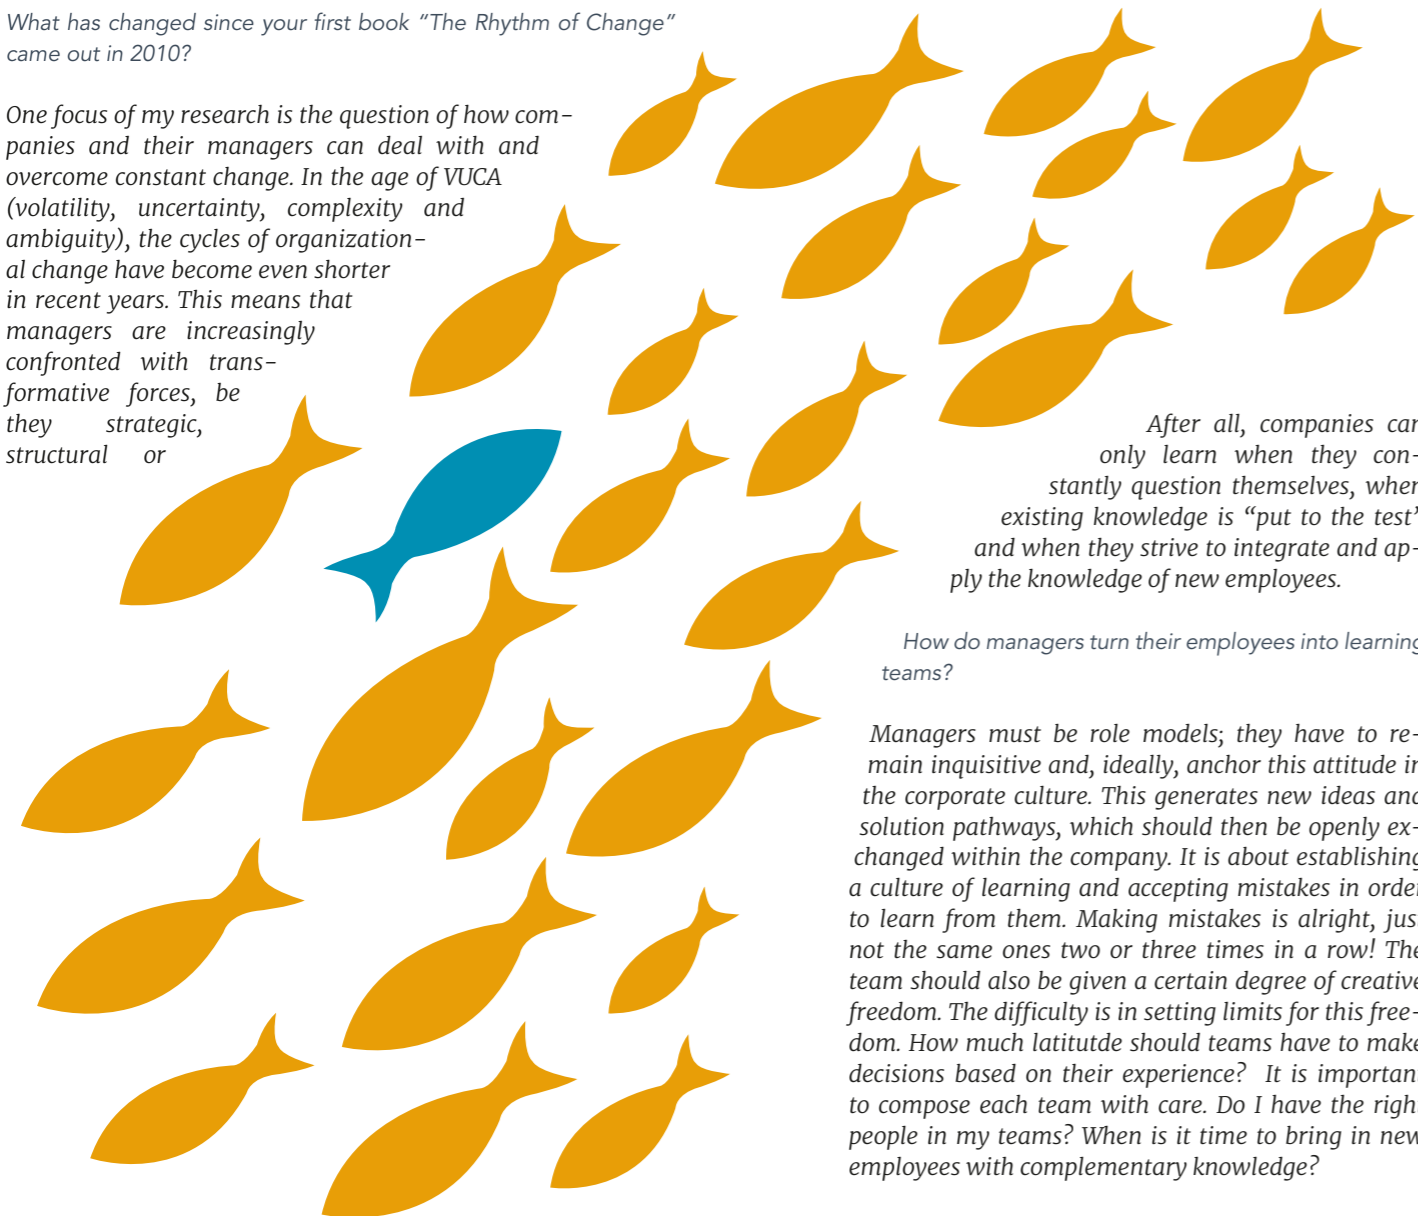 What has changed since your first book “The Rhythm of Change”
came out in 2010?
One focus of my research is the question of how com-
panies and their managers can deal with and
overcome constant change. In the age of VUCA
(volatility, uncertainty, complexity and
ambiguity), the cycles of organization-
al change have become even shorter
in recent years. This means that
managers are increasingly
confronted with trans-
formative forces, be
they strategic,
structural or
After all, companies can
only learn when they con-
stantly question themselves, when
existing knowledge is “put to the test”
and when they strive to integrate and ap-
ply the knowledge of new employees.
How do managers turn their employees into learning
teams?
Managers must be role models; they have to re-
main inquisitive and, ideally, anchor this attitude in
the corporate culture. This generates new ideas and
solution pathways, which should then be openly ex-
changed within the company. It is about establishing
a culture of learning and accepting mistakes in order
to learn from them. Making mistakes is alright, just
not the same ones two or three times in a row! The
team should also be given a certain degree of creative
freedom. The difficulty is in setting limits for this free-
dom. How much latitutde should teams have to make
decisions based on their experience? It is important
to compose each team with care. Do I have the right
people in my teams? When is it time to bring in new
employees with complementary knowledge?